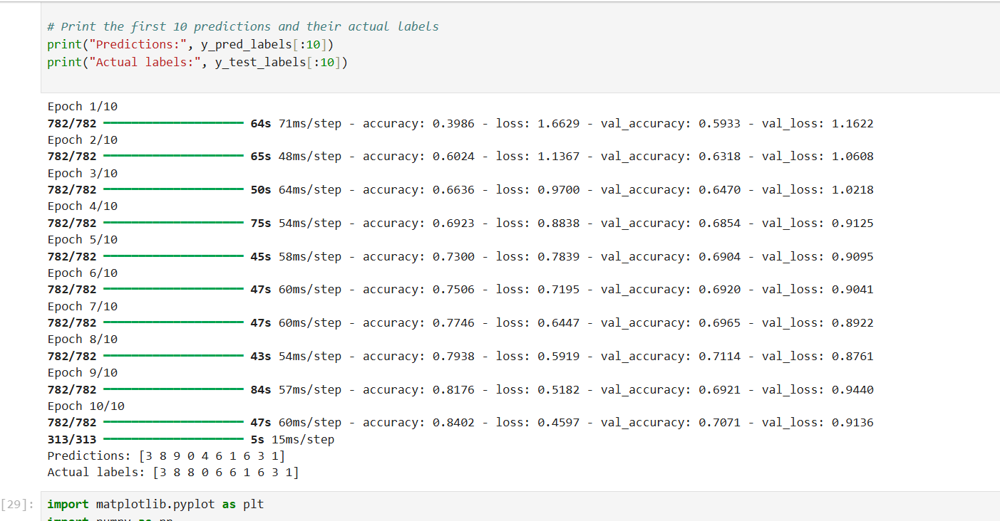 # Print the first 10 predictions and their actual labels
print("Predictions:", y_pred_labels[:10])
print("Actual labels:", y_test_labels[:10])
Epoch 1/10
782/782 ━━━━━━━━━━━━━━━━━━━━ 64s 71ms/step - accuracy: 0.3986 - loss: 1.6629 - val_accuracy: 0.5933 - val_loss: 1.1622
Epoch 2/10
782/782 ━━━━━━━━━━━━━━━━━━━━ 65s 48ms/step - accuracy: 0.6024 - loss: 1.1367 - val_accuracy: 0.6318 - val_loss: 1.0608
Epoch 3/10
782/782 ━━━━━━━━━━━━━━━━━━━━ 50s 64ms/step - accuracy: 0.6636 - loss: 0.9700 - val_accuracy: 0.6470 - val_loss: 1.0218
Epoch 4/10
782/782 ━━━━━━━━━━━━━━━━━━━━ 75s 54ms/step - accuracy: 0.6923 - loss: 0.8838 - val_accuracy: 0.6854 - val_loss: 0.9125
Epoch 5/10
782/782 ━━━━━━━━━━━━━━━━━━━━ 45s 58ms/step - accuracy: 0.7300 - loss: 0.7839 - val_accuracy: 0.6904 - val_loss: 0.9095
Epoch 6/10
782/782 ━━━━━━━━━━━━━━━━━━━━ 47s 60ms/step - accuracy: 0.7506 - loss: 0.7195 - val_accuracy: 0.6920 - val_loss: 0.9041
Epoch 7/10
782/782 ━━━━━━━━━━━━━━━━━━━━ 47s 60ms/step - accuracy: 0.7746 - loss: 0.6447 - val_accuracy: 0.6965 - val_loss: 0.8922
Epoch 8/10
782/782 ━━━━━━━━━━━━━━━━━━━━ 43s 54ms/step - accuracy: 0.7938 - loss: 0.5919 - val_accuracy: 0.7114 - val_loss: 0.8761
Epoch 9/10
782/782 ━━━━━━━━━━━━━━━━━━━━ 84s 57ms/step - accuracy: 0.8176 - loss: 0.5182 - val_accuracy: 0.6921 - val_loss: 0.9440
Epoch 10/10
782/782 ━━━━━━━━━━━━━━━━━━━━ 47s 60ms/step - accuracy: 0.8402 - loss: 0.4597 - val_accuracy: 0.7071 - val_loss: 0.9136
313/313 ━━━━━━━━━━━━━━━━━━━━ 5s 15ms/step
Predictions: [3 8 9 0 4 6 1 6 3 1]
Actual labels: [3 8 8 0 6 6 1 6 3 1]
[29]: import matplotlib.pyplot as plt
import numpy as np